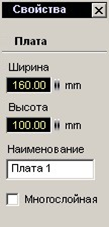 Свойства
Плата
Ширина
160.00 mm
Высота
100.00 mm
Наименование
Плата 1
Многослойная